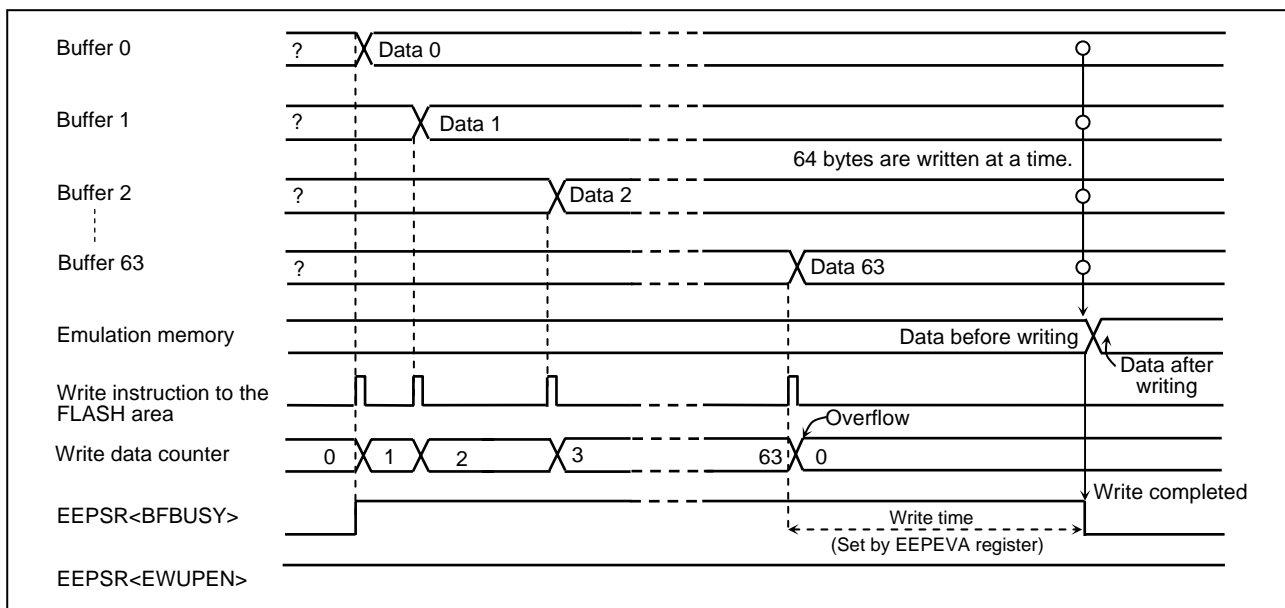 Buffer 0
? Data 0
Buffer 1
? Data 1
64 bytes are written at a time.
Buffer 2
? Data 2
Buffer 63
? Data 63
Emulation memory
Data before writing
Data after
writing
Write instruction to the
FLASH area
Overflow
Write data counter
0 1 2 3 63 0
Write completed
EEPSR<BFBUSY>
Write time
(Set by EEPEVA register)
EEPSR<EWUPEN>